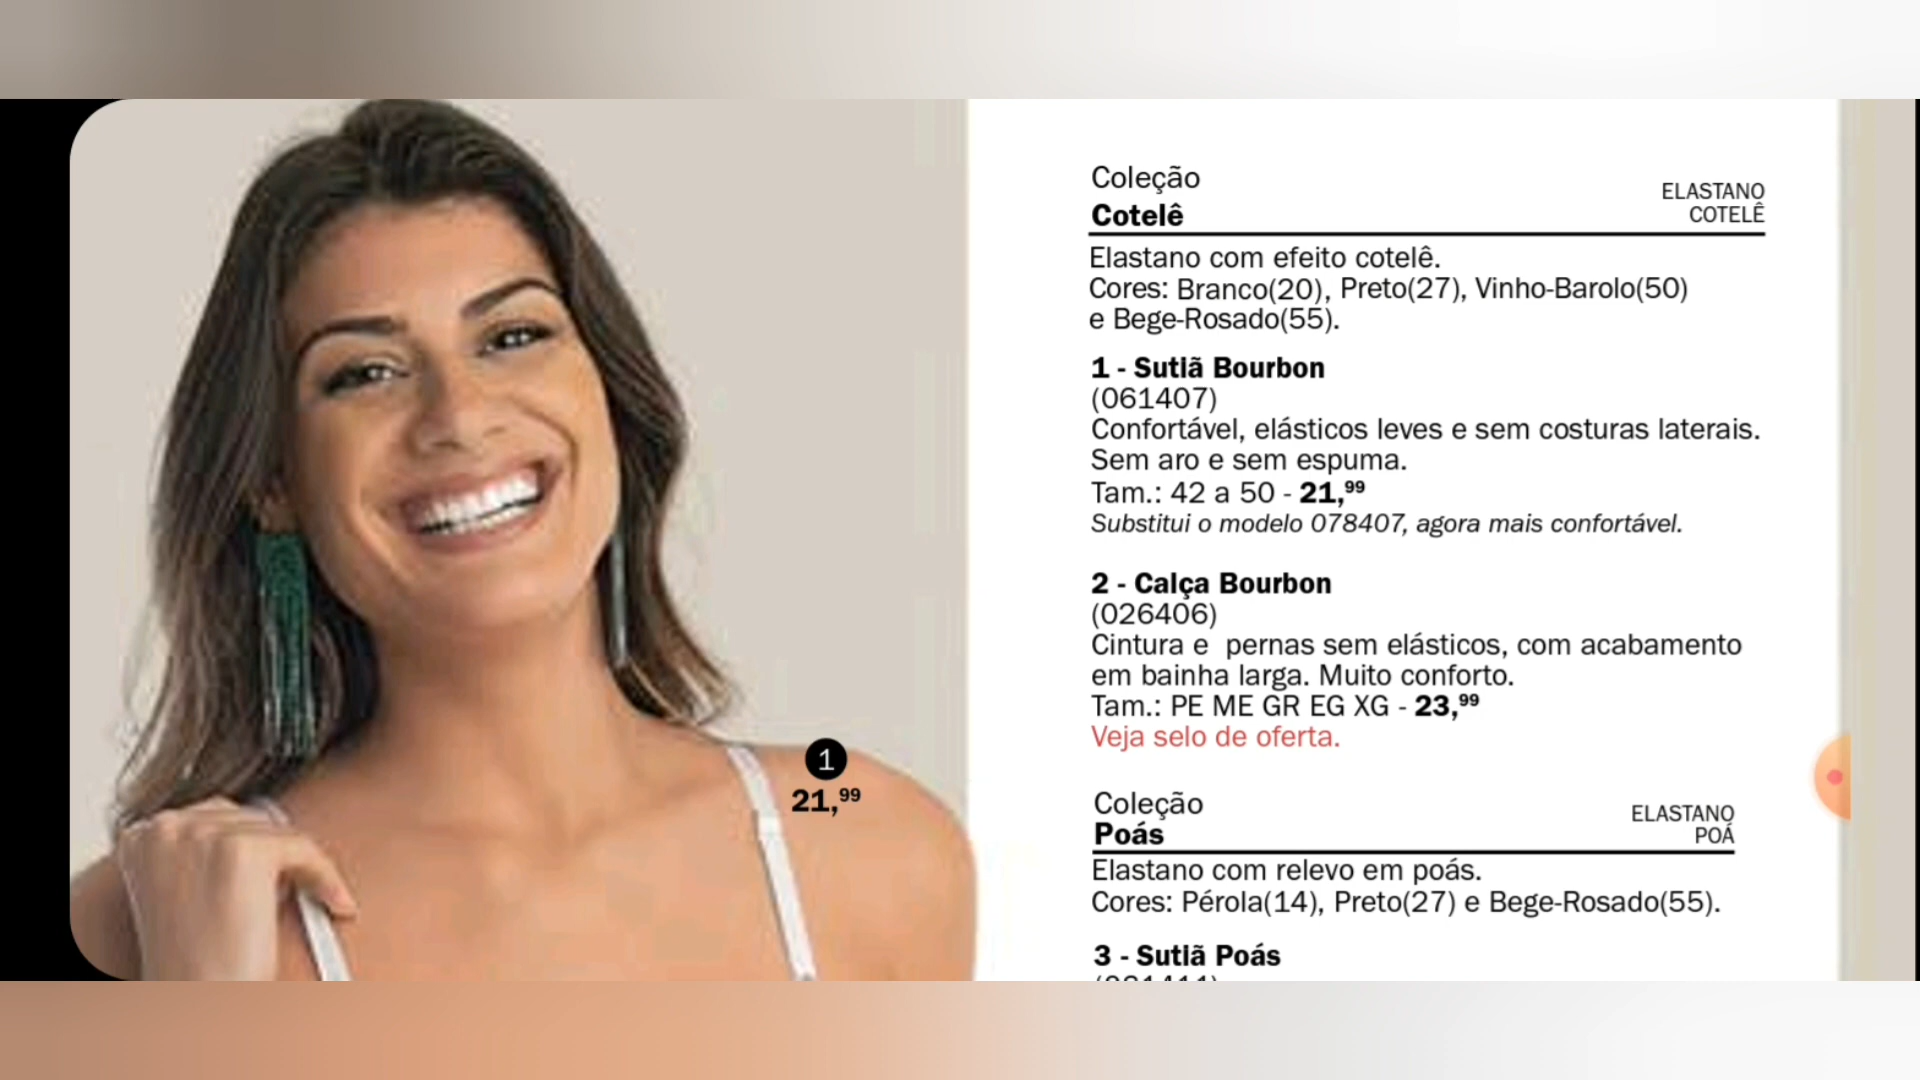 1
21,99
Coleção
Cotelê
ELASTANO
COTELÊ
Elastano com efeito cotelê.
Cores: Branco(20), Preto(27), Vinho-Barolo(50)
e Bege-Rosado(55).
1 - Sutiã Bourbon
(061407)
Confortável, elásticos leves e sem costuras laterais.
Sem aro e sem espuma.
Tam.: 42 a 50 - 21,99
Substitui o modelo 078407, agora mais confortável.
2 - Calça Bourbon
(026406)
Cintura e  pernas sem elásticos, com acabamento
em bainha larga. Muito conforto.
Tam.: PE ME GR EG XG - 23,99
Veja selo de oferta.
Coleção
Poás
ELASTANO
POÁ
Elastano com relevo em poás.
Cores: Pérola(14), Preto(27) e Bege-Rosado(55).
3 - Sutiã Poás